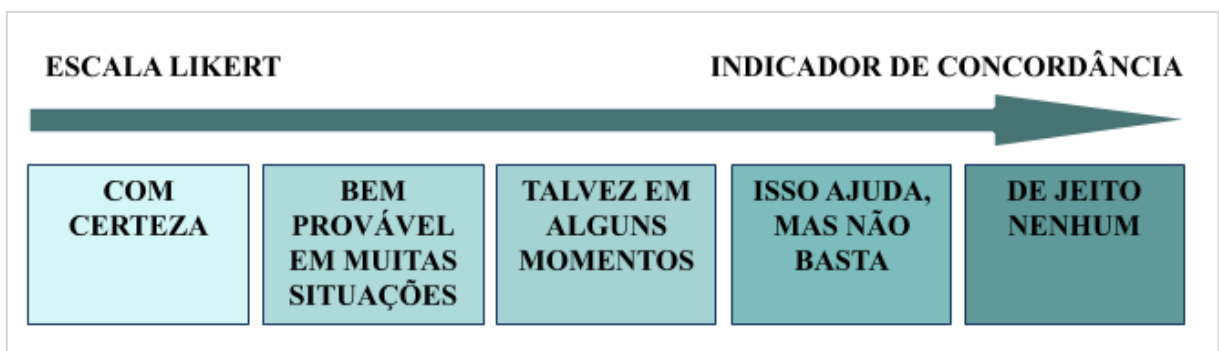 ESCALA LIKERT
INDICADOR DE CONCORDÂNCIA
COM
CERTEZA
BEM
PROVÁVEL
EM MUITAS
SITUAÇÕES
TALVEZ EM
ALGUNS
MOMENTOS
ISSO AJUDA,
MAS NÃO
BASTA
DE JEITO
NENHUM